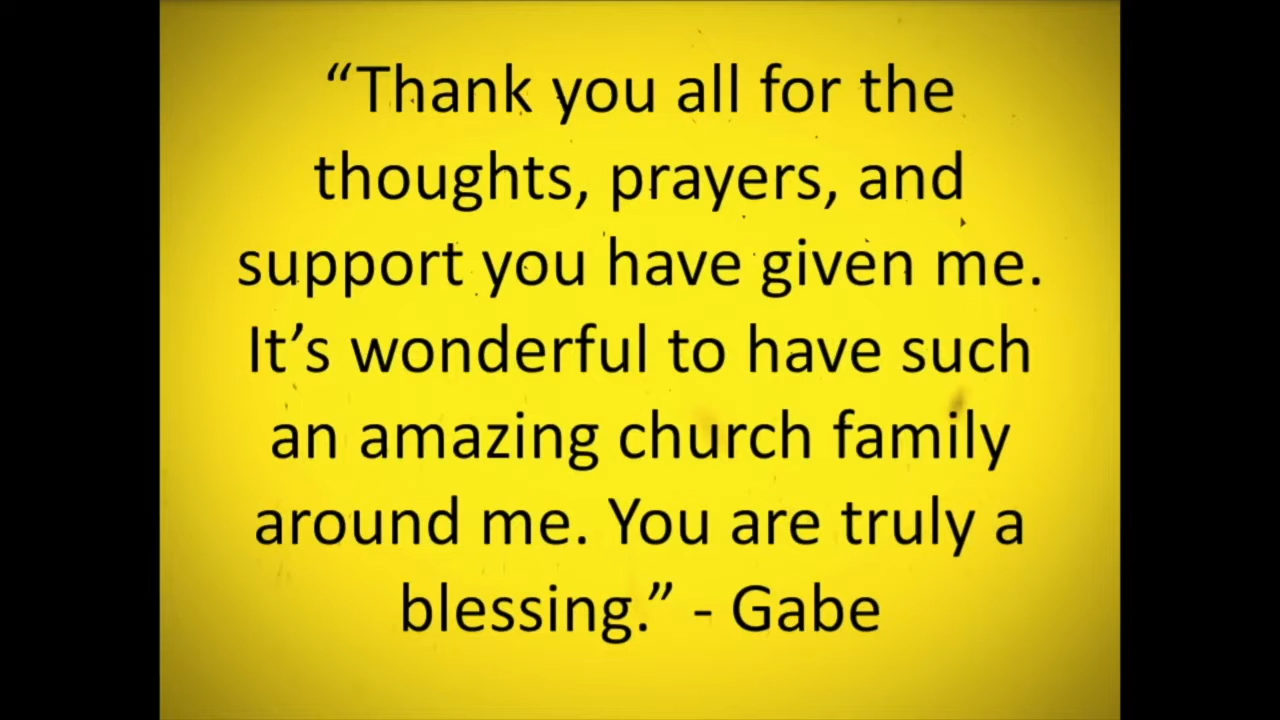 “Thank you all for the
thoughts, prayers, and
support you have given me.
It’s wonderful to have such
an amazing church family
around me. You are truly a
blessing.” - Gabe